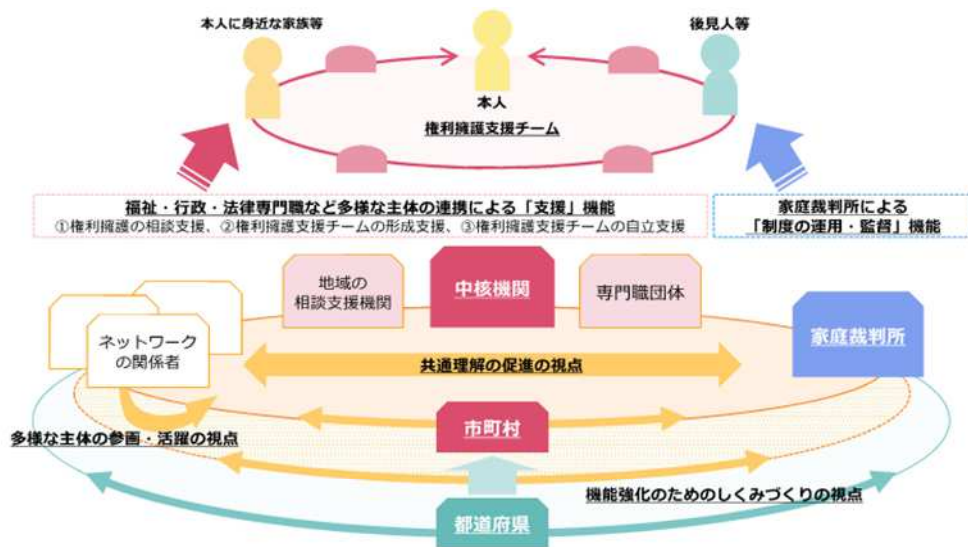 本人に身近な家族等
後見人等
本人
権利擁護支援チーム
福祉・行政・法律専門職など多様な主体の連携による「支援」機能
①権利擁護の相談支援、②権利擁護支援チームの形成支援、③権利擁護支援チームの自立支援
家庭裁判所による
「制度の運用・監督」機能
地域の
相談支援機関
中核機関
専門職団体
ネットワーク
の関係者
家庭裁判所
共通理解の促進の視点
市町村
多様な主体の参画・活躍の視点
機能強化のためのしくみづくりの視点
都道府県